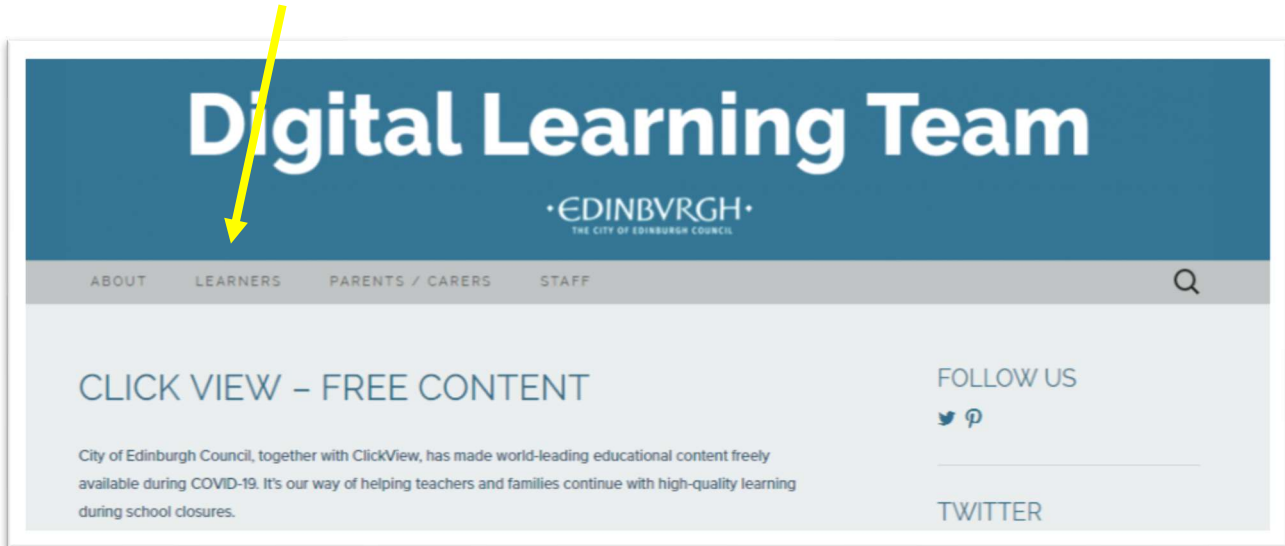 Digital Learning Team
·EDINBVRGH·
THE CITY OF EDINBURGH COUNCIL
ABOUT LEARNERS PARENTS / CARERS STAFF
CLICK VIEW – FREE CONTENT
City of Edinburgh Council, together with ClickView, has made world-leading educational content freely
available during COVID-19. It's our way of helping teachers and families continue with high-quality learning
during school closures.
FOLLOW US
TWITTER